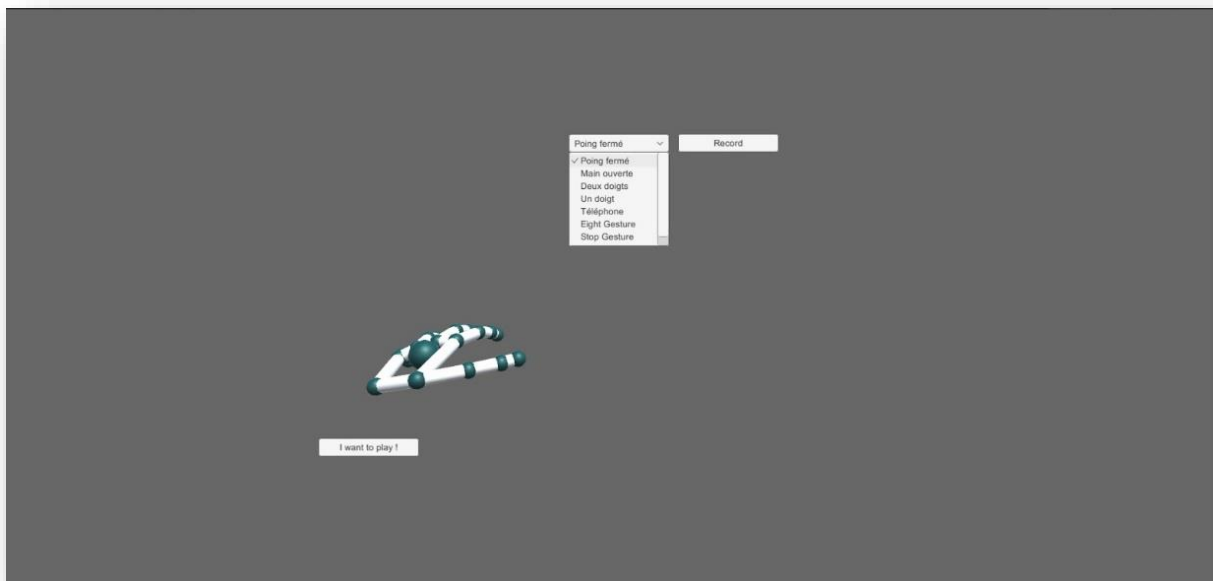 Poing fermé
Record
Poing fermé
Main ouverte
Deux doigts
Un doigt
Téléphone
Eight Gesture
Stop Gesture
I want to play !